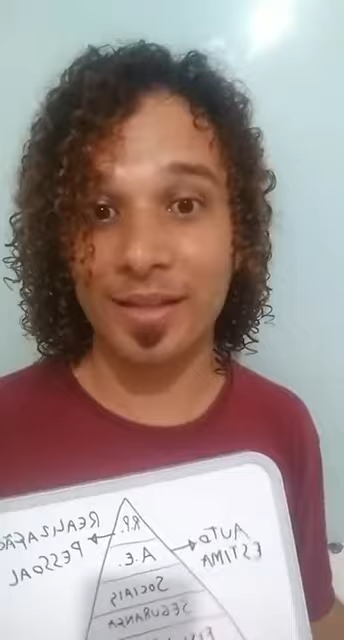 REALIZAÇÃO
PESSOAL
R.P.
AUTO
ESTIMA
A.E.
SOCIAIS
SEGURANÇA